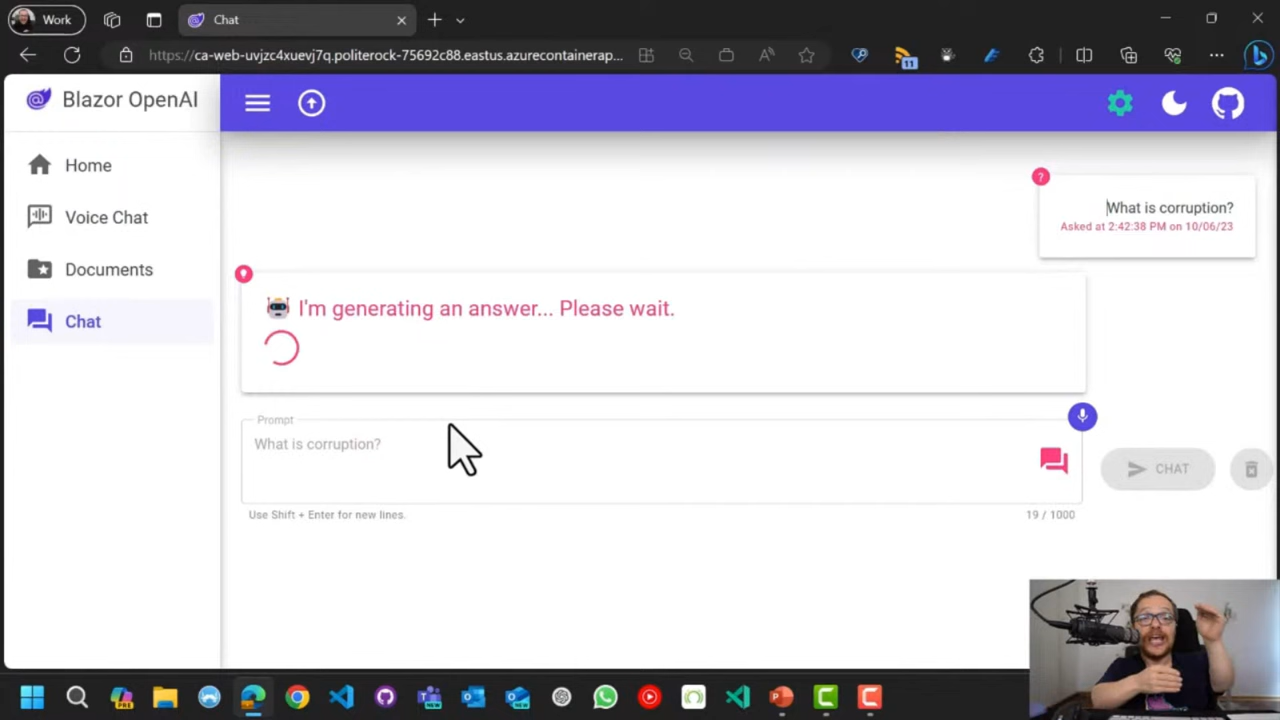 Work
Chat
https://ca-web-uvjzc4xuevj7q.politerock-75692c88.eastus.azurecontainerap...
11
Blazor OpenAI
Home
Voice Chat
Documents
Chat
?
What is corruption?
Asked at 2:42:38 PM on 10/06/23
I'm generating an answer... Please wait.
Prompt
What is corruption?
CHAT
Use Shift + Enter for new lines.
19 / 1000
PRE